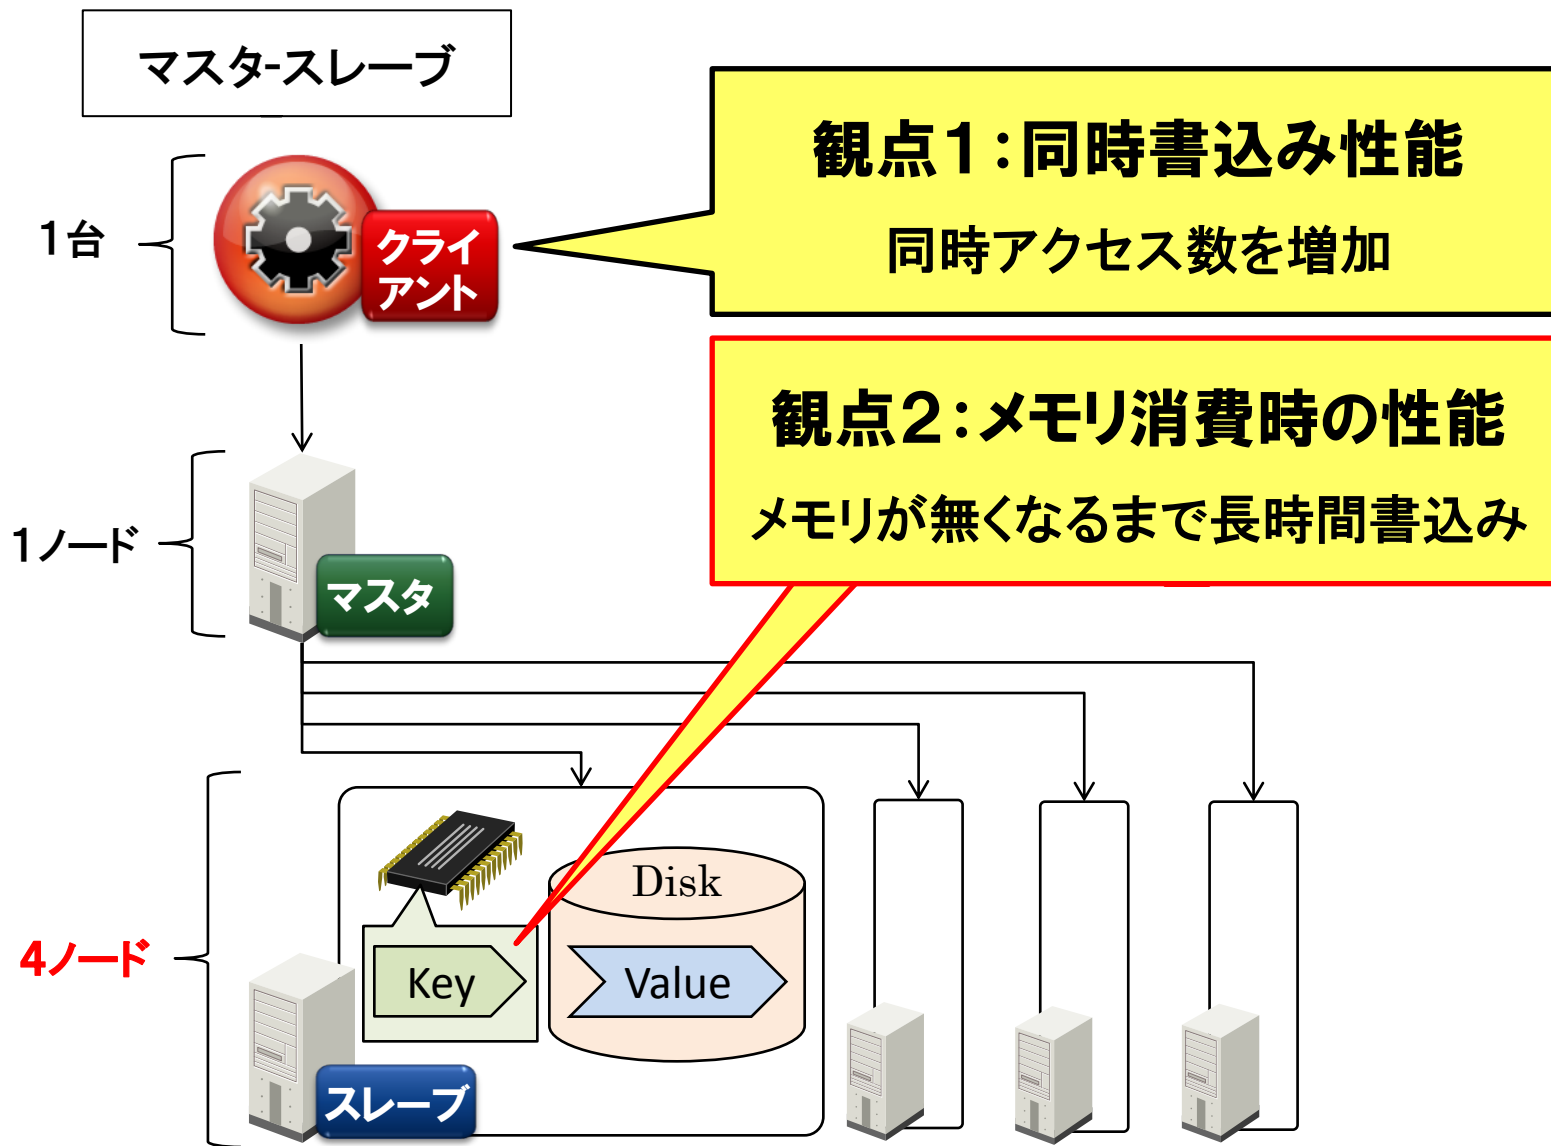 マスタ-スレーブ
観点1：同時書込み性能
同時アクセス数を増加
1台
クライ
アント
観点2：メモリ消費時の性能
メモリが無くなるまで長時間書込み
1ノード
マスタ
Disk
4ノード
Key
Value
スレーブ